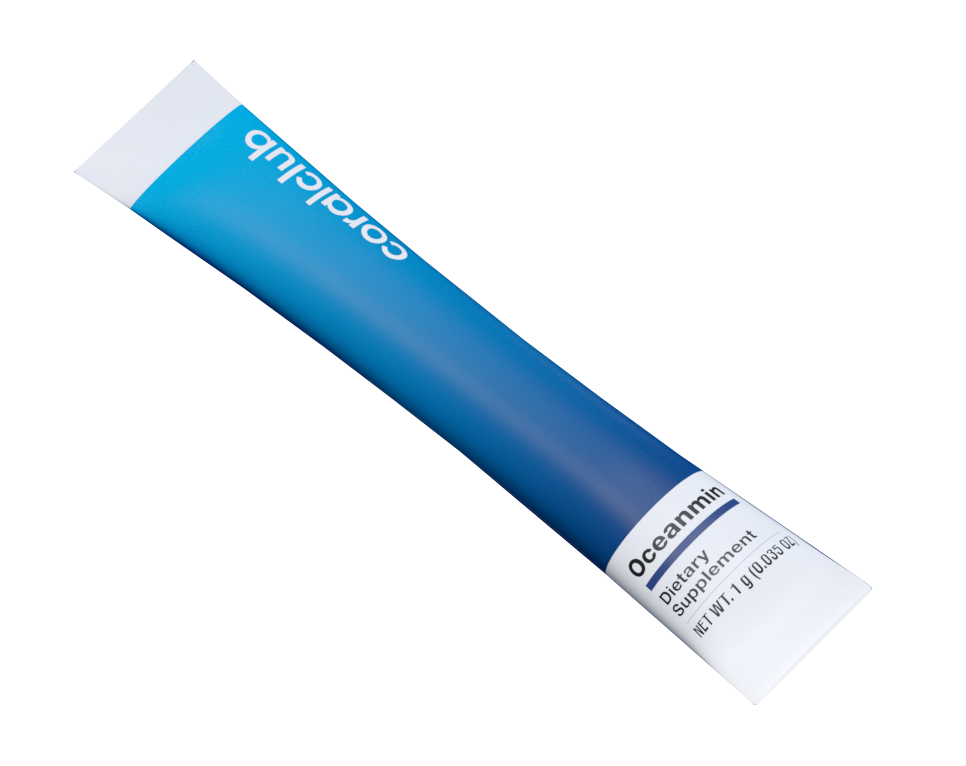 coralclub
Oceanmin
Dietary
Supplement
NET WT. 1 g (0.035 OZ)